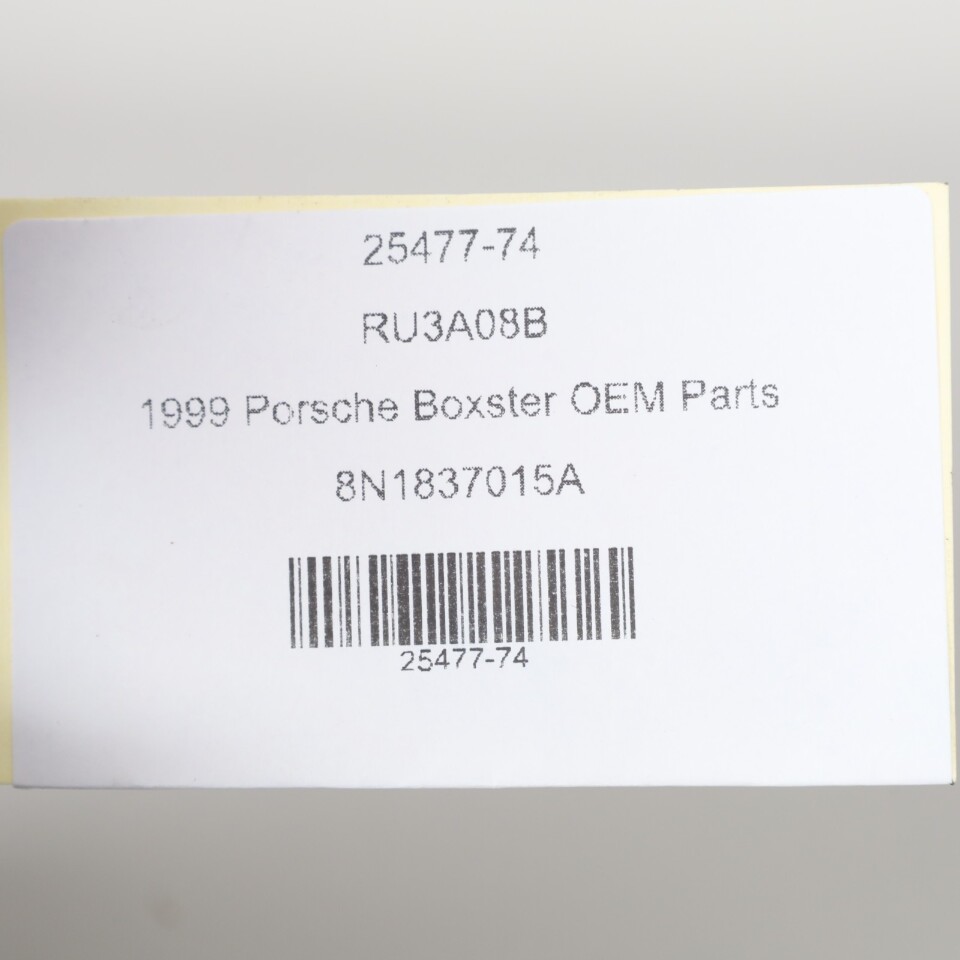 25477-74
RU3A08B
1999 Porsche Boxster OEM Parts
8N1837015A
25477-74